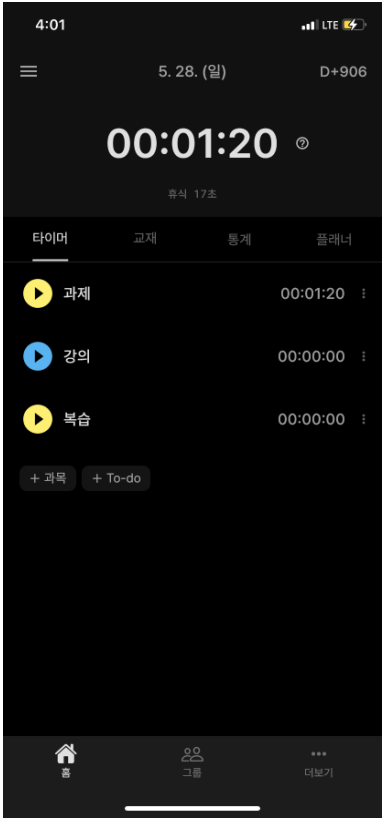 4:01 LTE
5. 28. (일) D+906
00:01:20
휴식 17초
타이머 교재 통계 플래너
과제 00:01:20
강의 00:00:00
복습 00:00:00
+ 과목 + To-do
홈 그룹 더보기